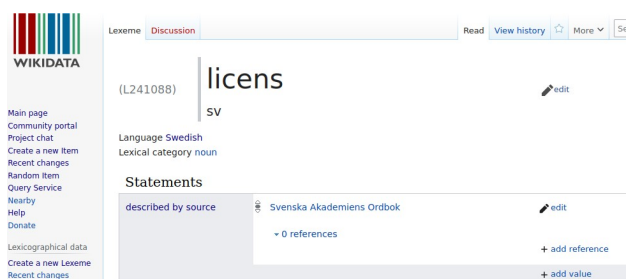 WIKIDATA
Main page
Community portal
Project chat
Create a new Item
Recent changes
Random Item
Query Service
Nearby
Help
Donate
Lexicographical data
Create a new Lexeme
Recent changes
Lexeme Discussion Read View history More Se
(L241088) licens edit
sv
Language Swedish
Lexical category noun
Statements
described by source Svenska Akademiens Ordbok edit
0 references
+ add reference
+ add value